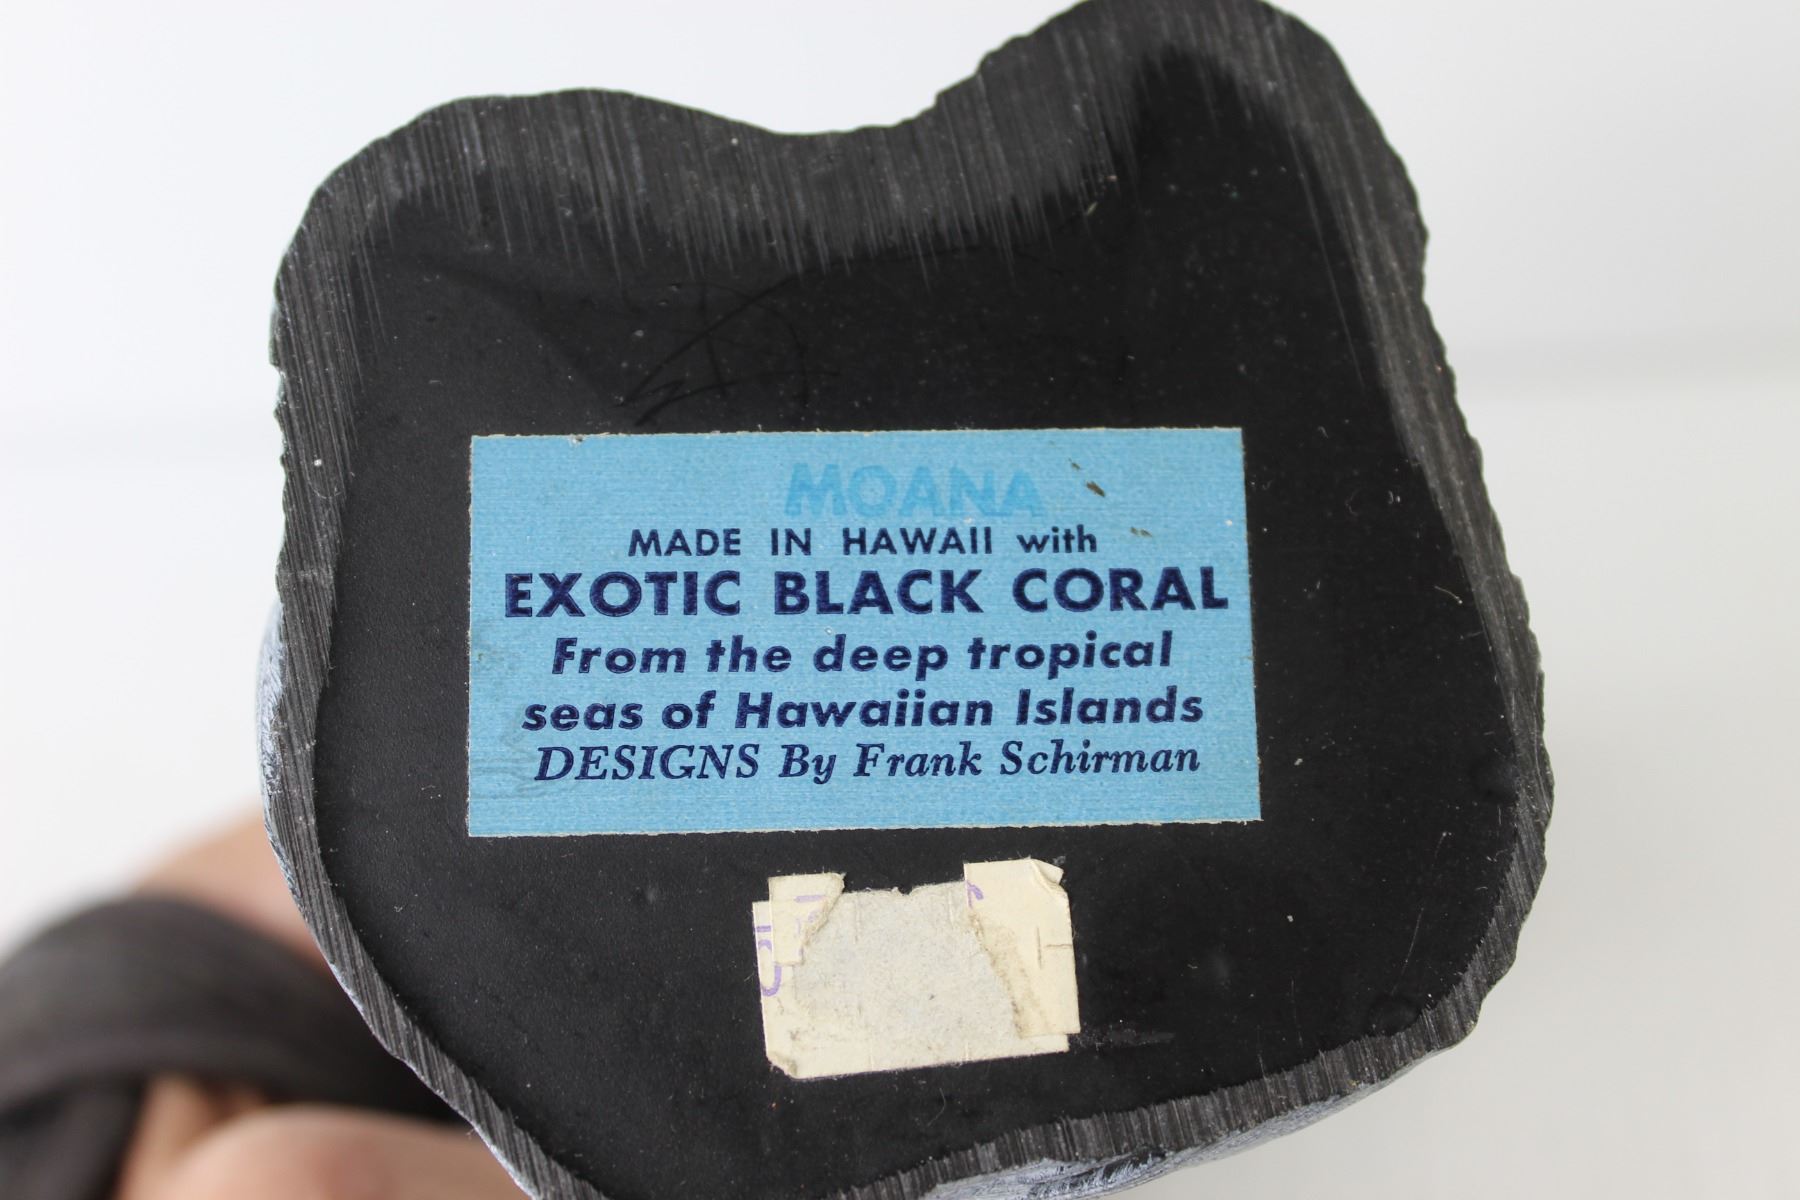 MOANA
MADE IN HAWAII with
EXOTIC BLACK CORAL
From the deep tropical
seas of Hawaiian Islands
DESIGNS By Frank Schirman